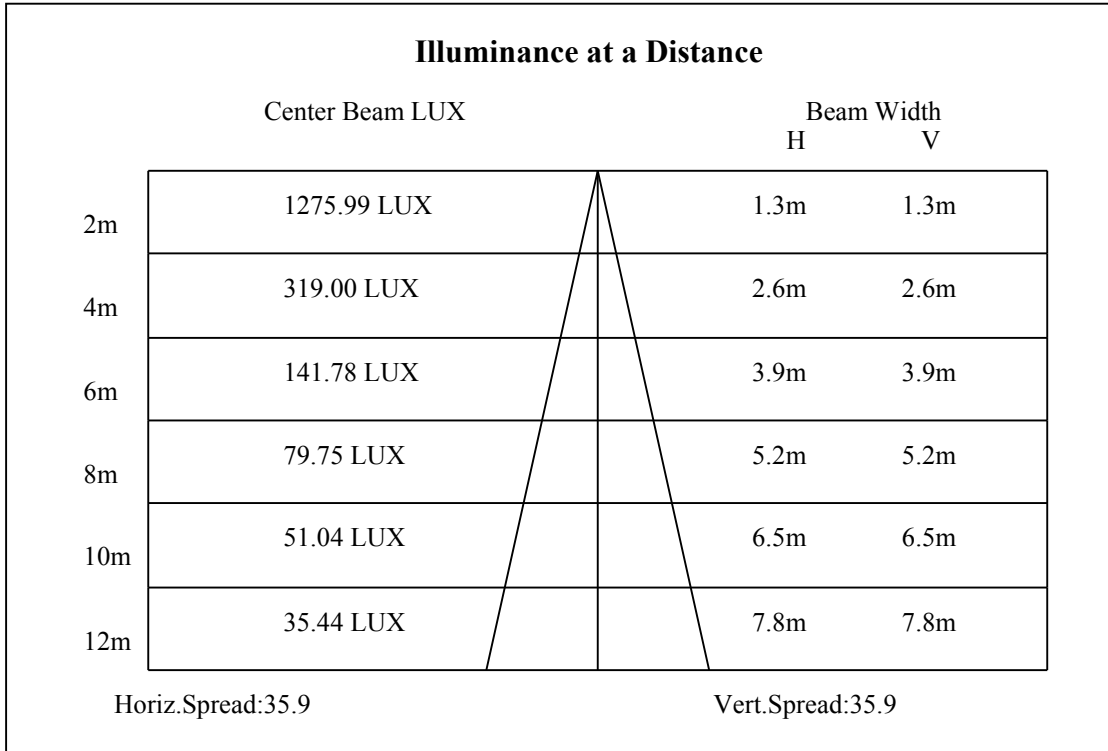 Illuminance at a Distance
Center Beam LUX Beam Width
H V
2m 1275.99 LUX 1.3m 1.3m
4m 319.00 LUX 2.6m 2.6m
6m 141.78 LUX 3.9m 3.9m
8m 79.75 LUX 5.2m 5.2m
10m 51.04 LUX 6.5m 6.5m
12m 35.44 LUX 7.8m 7.8m
Horiz.Spread:35.9 Vert.Spread:35.9